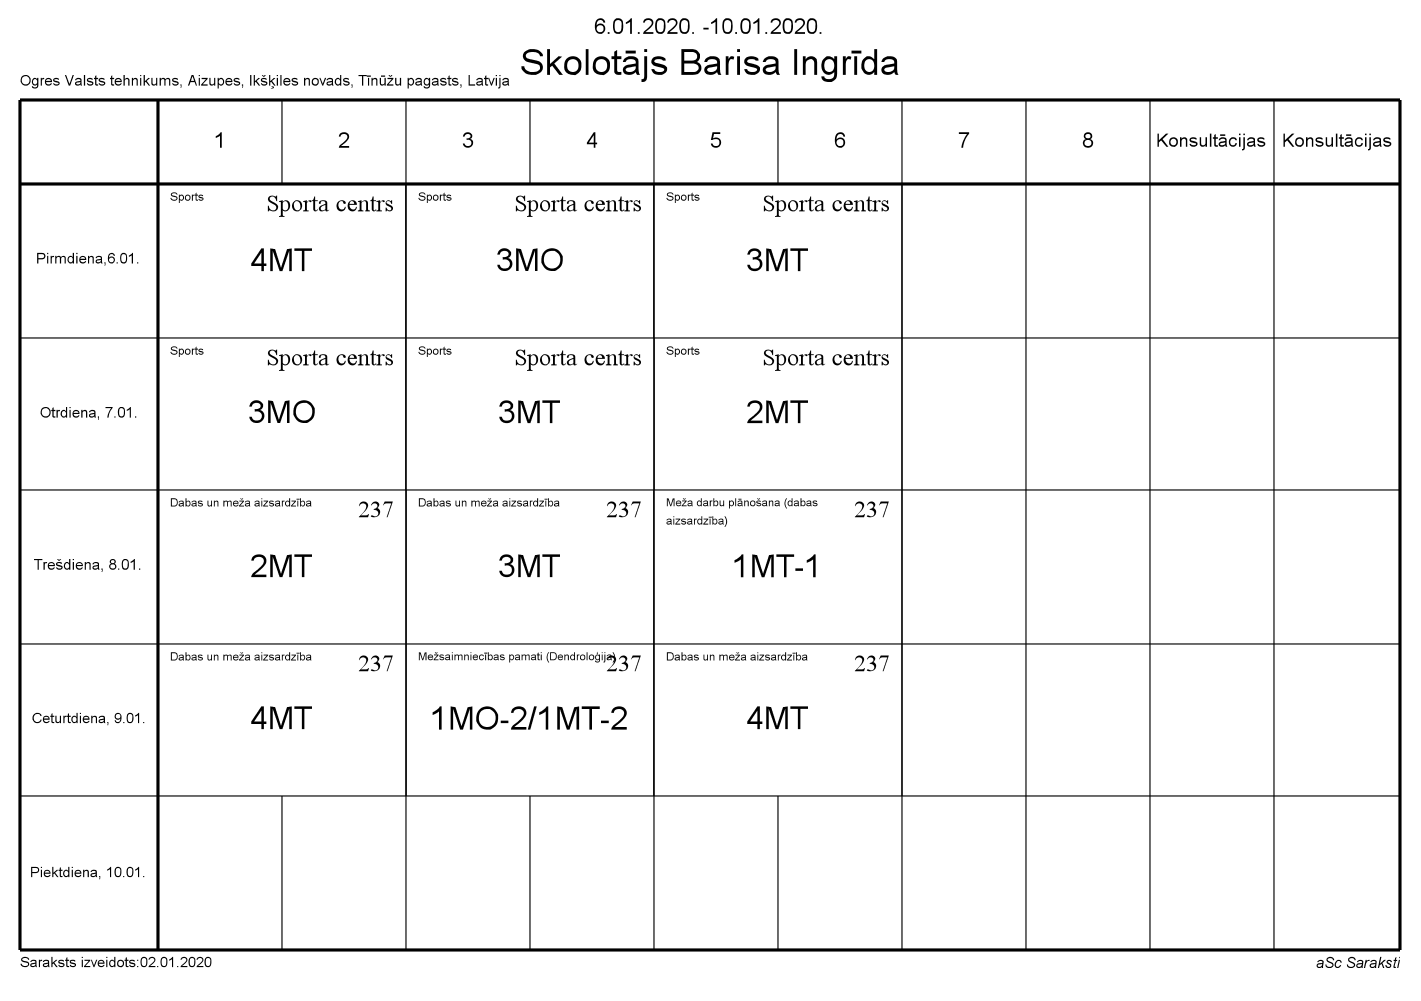 6.01.2020. -10.01.2020.
Skolotājs Barisa Ingrīda
Ogres Valsts tehnikums, Aizupes, Ikšķiles novads, Tīnūžu pagasts, Latvija
1 2 3 4 5 6 7 8 Konsultācijas Konsultācijas
Sports Sporta centrs Sports Sporta centrs Sports Sporta centrs
Pirmdiena,6.01. 4MT 3MO 3MT
Sports Sporta centrs Sports Sporta centrs Sports Sporta centrs
Otrdiena, 7.01. 3MO 3MT 2MT
Dabas un meža aizsardzība 237 Dabas un meža aizsardzība 237 Meža darbu plānošana (dabas 237
aizsardzība)
Trešdiena, 8.01. 2MT 3MT 1MT-1
Dabas un meža aizsardzība 237 Mežsaimniecības pamati (Dendroloģija) 237 Dabas un meža aizsardzība 237
Ceturtdiena, 9.01. 4MT 1MO-2/1MT-2 4MT
Piektdiena, 10.01.
Saraksts izveidots:02.01.2020 aSc Saraksti